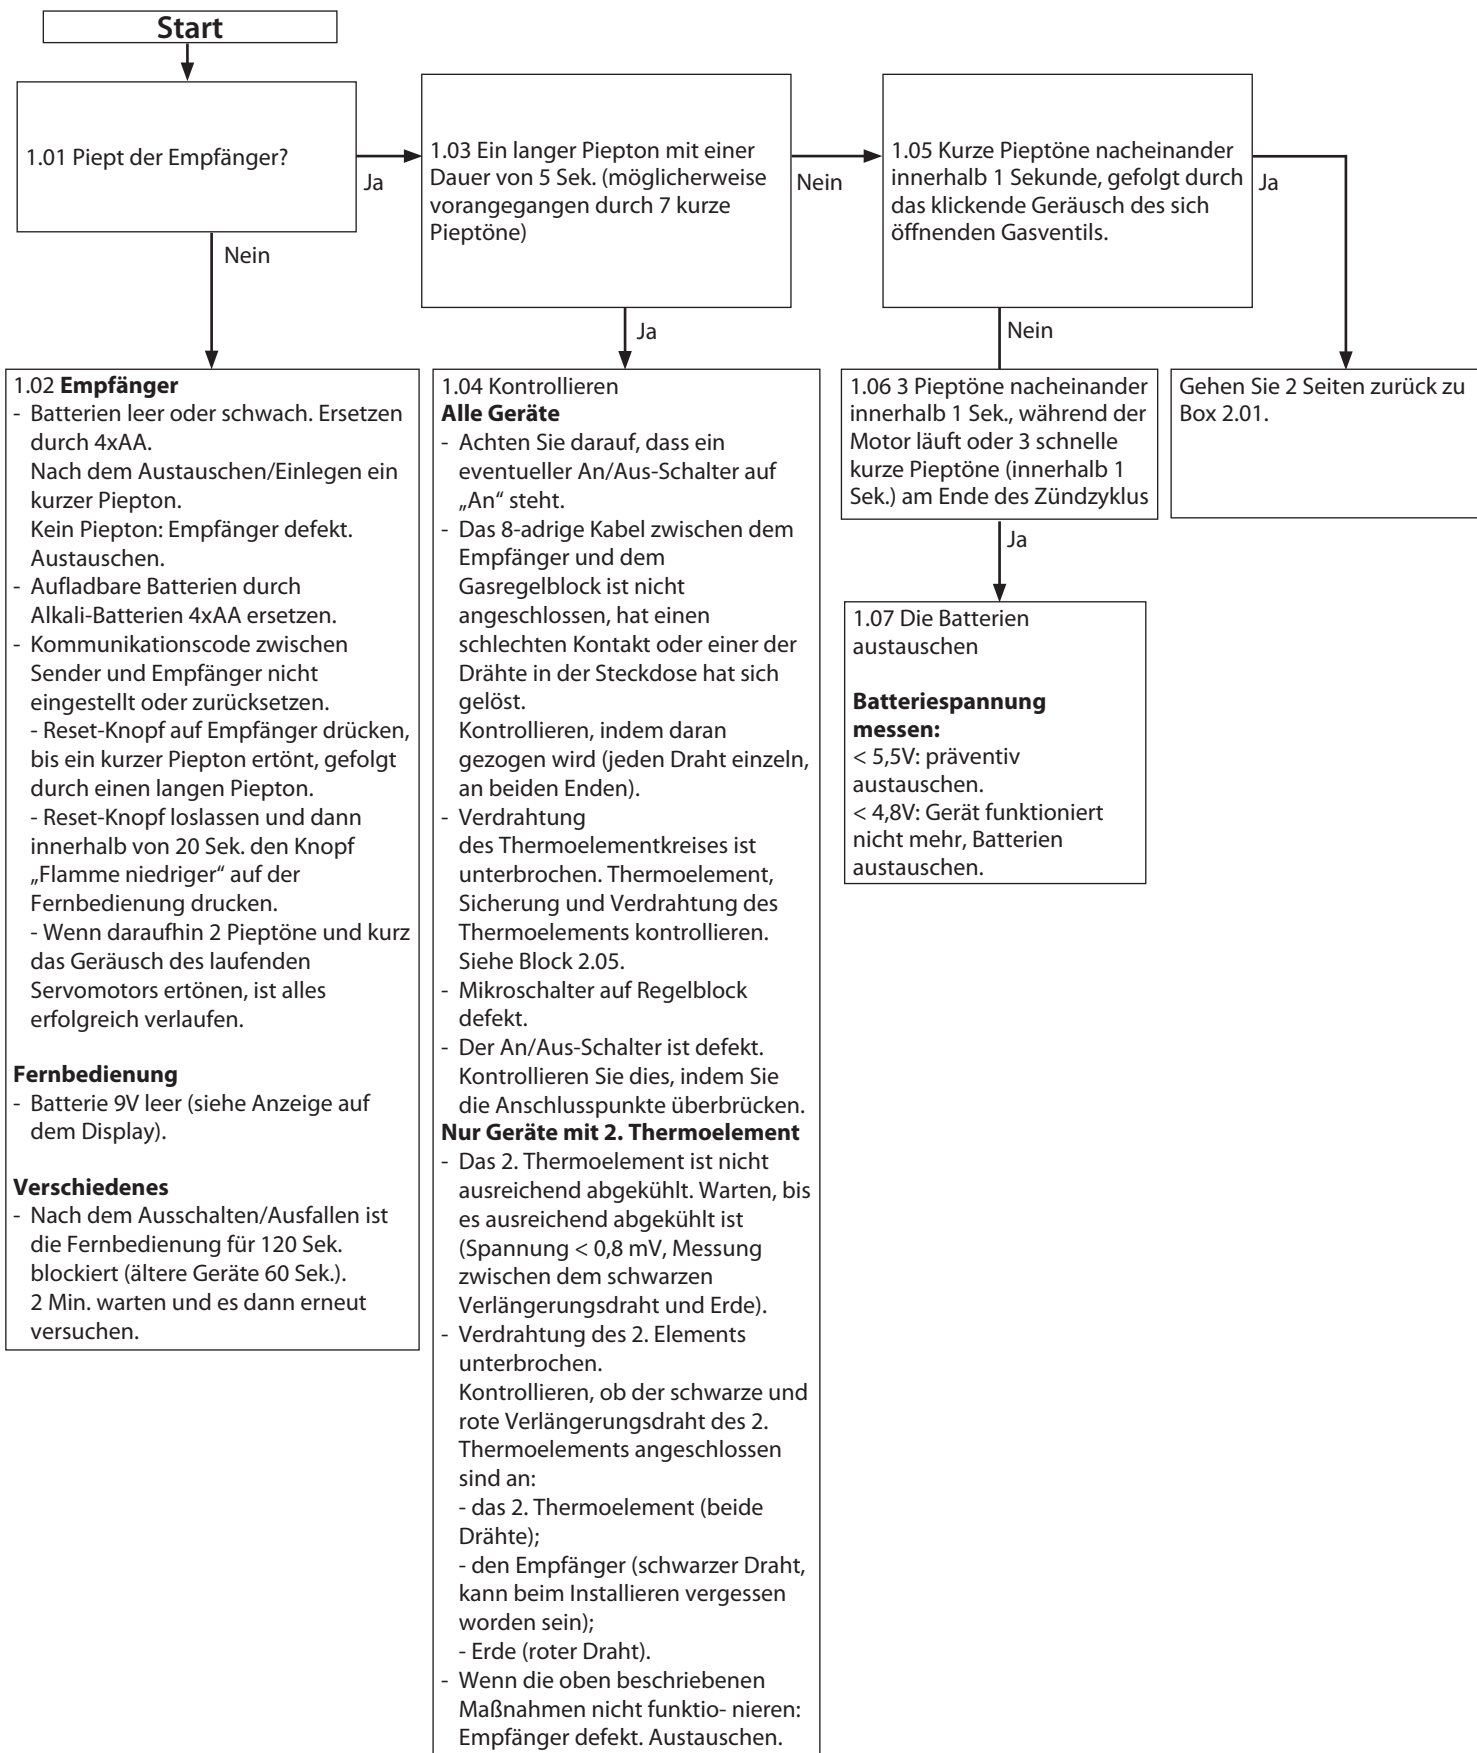 Start
1.01 Piept der Empfänger?
Ja
Nein
1.03 Ein langer Piepton mit einer
Dauer von 5 Sek. (möglicherweise
vorangegangen durch 7 kurze
Pieptöne)
Nein
Ja
1.05 Kurze Pieptöne nacheinander
innerhalb 1 Sekunde, gefolgt durch
das klickende Geräusch des sich
öffnenden Gasventils.
Ja
Nein
1.02 Empfänger
- Batterien leer oder schwach. Ersetzen
durch 4xAA.
Nach dem Austauschen/Einlegen ein
kurzer Piepton.
Kein Piepton: Empfänger defekt.
Austauschen.
- Aufladbare Batterien durch
Alkali-Batterien 4xAA ersetzen.
- Kommunikationscode zwischen
Sender und Empfänger nicht
eingestellt oder zurücksetzen.
- Reset-Knopf auf Empfänger drücken,
bis ein kurzer Piepton ertönt, gefolgt
durch einen langen Piepton.
- Reset-Knopf loslassen und dann
innerhalb von 20 Sek. den Knopf
„Flamme niedriger“ auf der
Fernbedienung drucken.
- Wenn daraufhin 2 Pieptöne und kurz
das Geräusch des laufenden
Servomotors ertönen, ist alles
erfolgreich verlaufen.
Fernbedienung
- Batterie 9V leer (siehe Anzeige auf
dem Display).
Verschiedenes
- Nach dem Ausschalten/Ausfallen ist
die Fernbedienung für 120 Sek.
blockiert (ältere Geräte 60 Sek.).
2 Min. warten und es dann erneut
versuchen.
1.04 Kontrollieren
Alle Geräte
- Achten Sie darauf, dass ein
eventueller An/Aus-Schalter auf
„An“ steht.
- Das 8-adrige Kabel zwischen dem
Empfänger und dem
Gasregelblock ist nicht
angeschlossen, hat einen
schlechten Kontakt oder einer der
Drähte in der Steckdose hat sich
gelöst.
Kontrollieren, indem daran
gezogen wird (jeden Draht einzeln,
an beiden Enden).
- Verdrahtung
des Thermoelementkreises ist
unterbrochen. Thermoelement,
Sicherung und Verdrahtung des
Thermoelements kontrollieren.
Siehe Block 2.05.
- Mikroschalter auf Regelblock
defekt.
- Der An/Aus-Schalter ist defekt.
Kontrollieren Sie dies, indem Sie
die Anschlusspunkte überbrücken.
Nur Geräte mit 2. Thermoelement
- Das 2. Thermoelement ist nicht
ausreichend abgekühlt. Warten, bis
es ausreichend abgekühlt ist
(Spannung < 0,8 mV, Messung
zwischen dem schwarzen
Verlängerungsdraht und Erde).
- Verdrahtung des 2. Elements
unterbrochen.
Kontrollieren, ob der schwarze und
rote Verlängerungsdraht des 2.
Thermoelements angeschlossen
sind an:
- das 2. Thermoelement (beide
Drähte);
- den Empfänger (schwarzer Draht,
kann beim Installieren vergessen
worden sein);
- Erde (roter Draht).
- Wenn die oben beschriebenen
Maßnahmen nicht funktio- nieren:
Empfänger defekt. Austauschen.
1.06 3 Pieptöne nacheinander
innerhalb 1 Sek., während der
Motor läuft oder 3 schnelle
kurze Pieptöne (innerhalb 1
Sek.) am Ende des Zündzyklus
Ja
1.07 Die Batterien
austauschen
Batteriespannung
messen:
< 5,5V: präventiv
austauschen.
< 4,8V: Gerät funktioniert
nicht mehr, Batterien
austauschen.
Gehen Sie 2 Seiten zurück zu
Box 2.01.